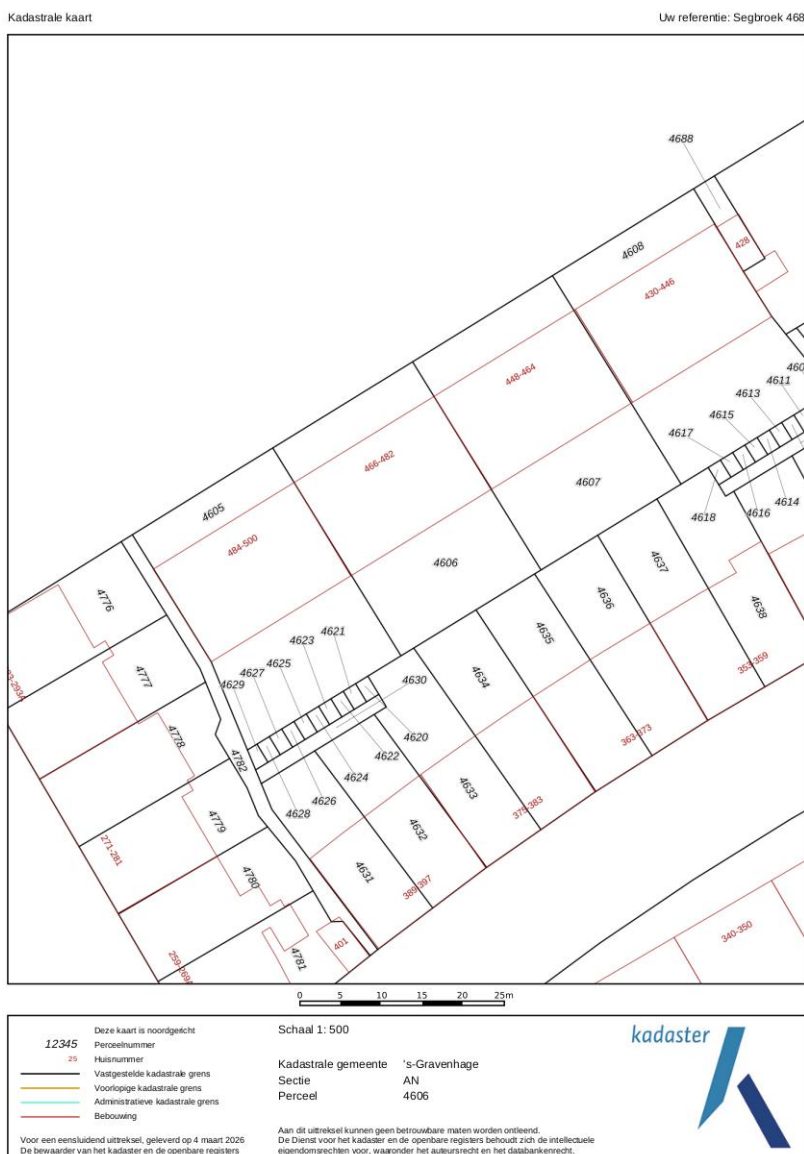 Kadastrale kaart
Uw referentie: Segbroek 468
4688
4608
428
430-446
448-464
466-482
4605
484-500
4607
4606
4611
4613
4615
4617
4618
4616
4614
4776
4777
4778
4779
4780
4781
4782
4621
4623
4625
4627
4629
4630
4620
4622
4624
4626
4628
4637
4636
4635
4634
4638
4633
4632
4631
353-359
363-373
375-383
389-397
401
271-281
340-350
0 5 10 15 20 25m
Deze kaart is noordgericht
12345 Perceelnummer
25 Huisnummer
Vastgestelde kadastrale grens
Voorlopige kadastrale grens
Administratieve kadastrale grens
Bebouwing
Voor een eensluidend uittreksel, geleverd op 4 maart 2026
De bewaarder van het kadaster en de openbare registers
Schaal 1: 500
Kadastrale gemeente 's-Gravenhage
Sectie AN
Perceel 4606
Aan dit uittreksel kunnen geen betrouwbare maten worden ontleend.
De Dienst voor het kadaster en de openbare registers behoudt zich de intellectuele
eigendomsrechten voor, waaronder het auteursrecht en het databankenrecht.
kadaster